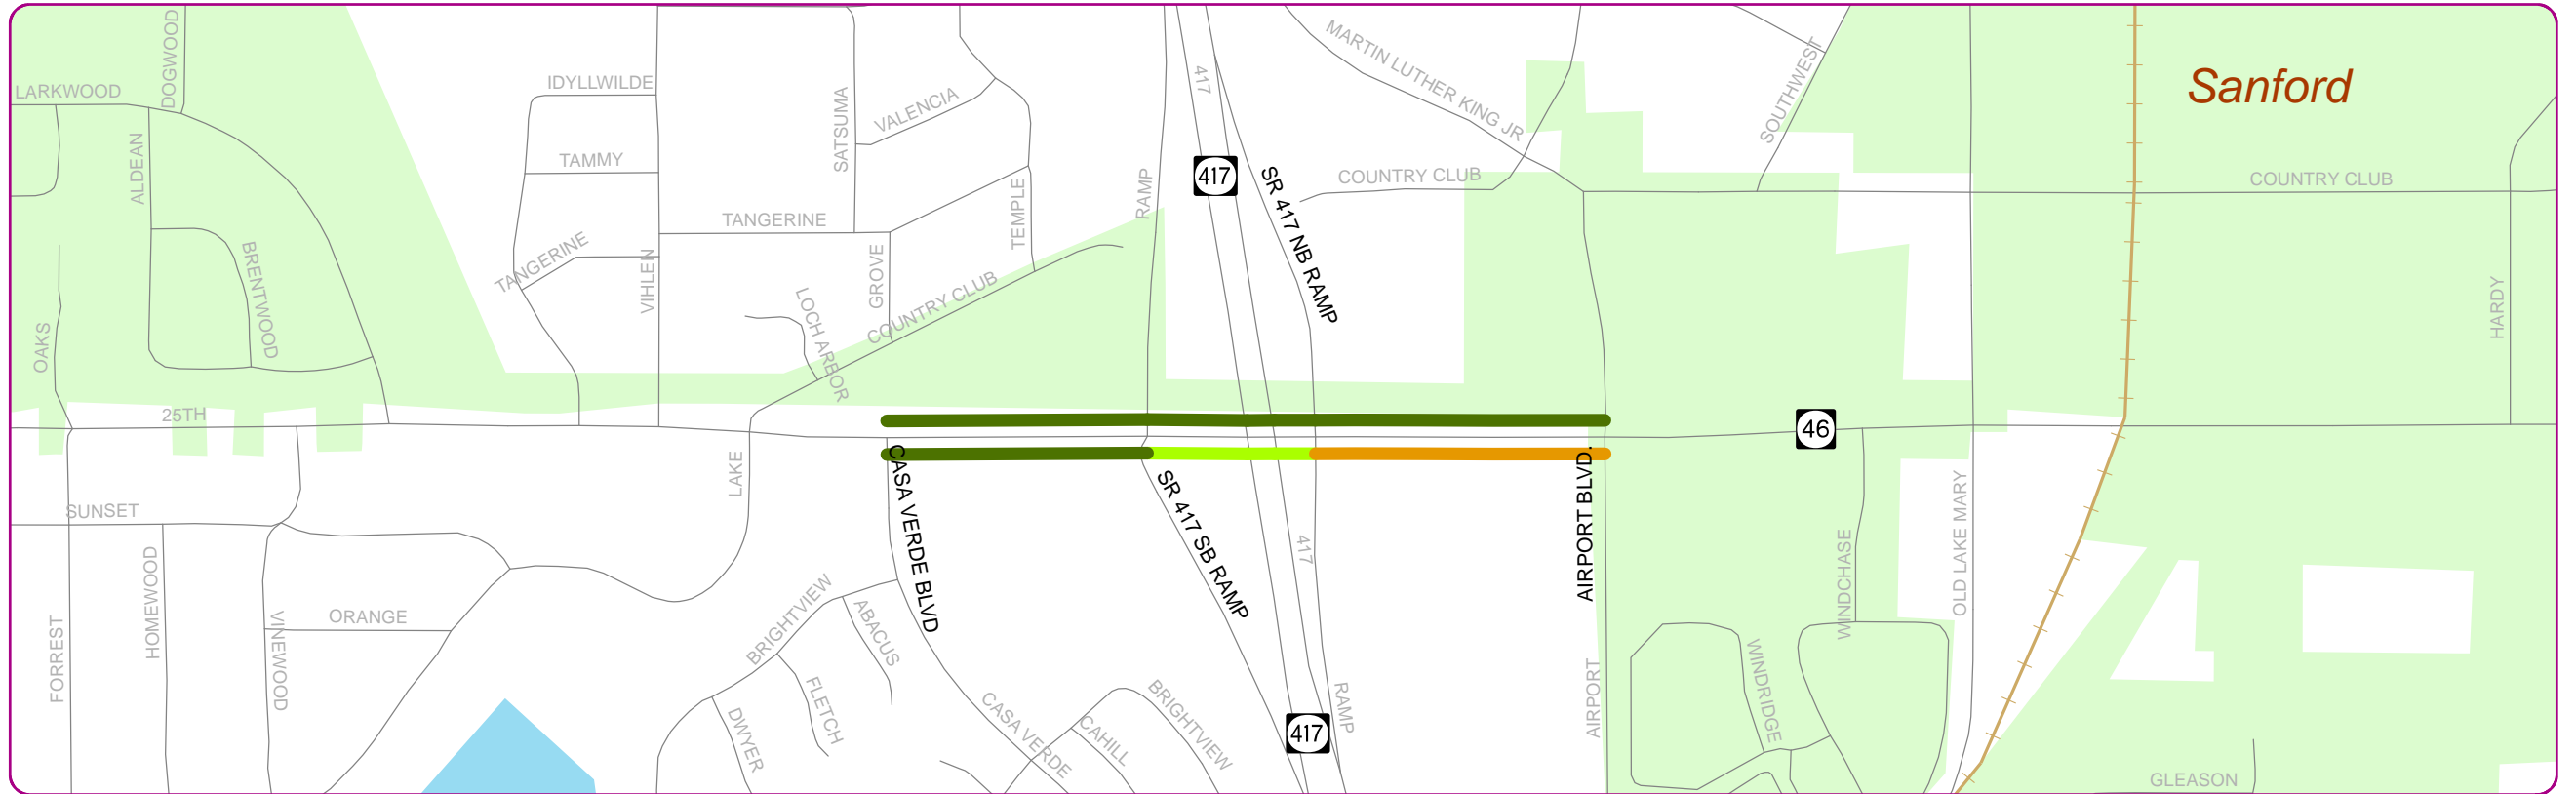 DOGWOOD
LARKWOOD
ALDEAN
BRENTWOOD
OAKS
25TH
IDYLLWILDE
TAMMY
TANGERINE
TANGERINE
VIHLEN
SATSUMA
VALENCIA
GROVE
TEMPLE
COUNTRY CLUB
LOCH ARBOR
RAMP
417
417
SR 417 NB RAMP
MARTIN LUTHER KING JR
COUNTRY CLUB
SOUTHWEST
Sanford
COUNTRY CLUB
HARDY
46
LAKE
SUNSET
FORREST
HOMEWOOD
VINEWOOD
ORANGE
CASA VERDE BLVD
SR 417 SB RAMP
BRIGHTVIEW
ABACUS
FLETCH
DWYER
CASA VERDE
CAHILL
BRIGHTVIEW
417
417
RAMP
AIRPORT BLVD.
AIRPORT
WINDCHASE
WINDRIDGE
OLD LAKE MARY
GLEASON